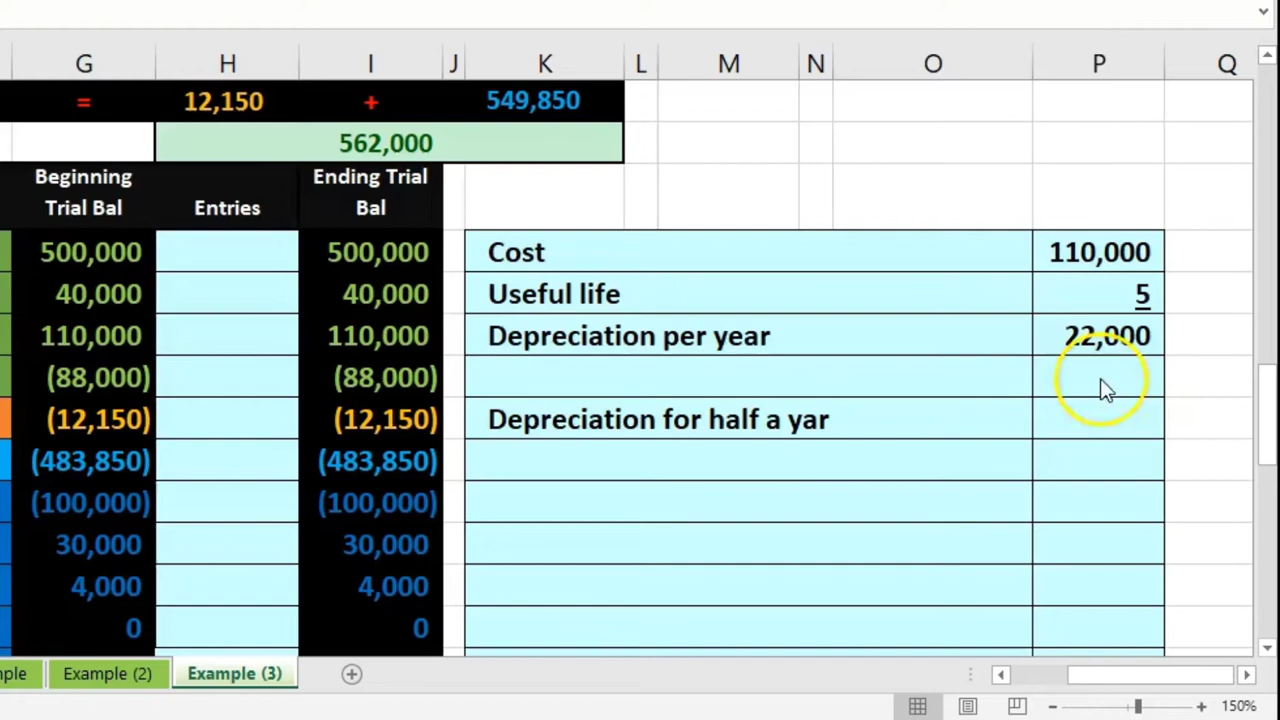 G H I J K L M N O P Q
= 12,150 + 549,850
562,000
Beginning Trial Bal Entries Ending Trial Bal
500,000 500,000 Cost 110,000
40,000 40,000 Useful life 5
110,000 110,000 Depreciation per year 22,000
(88,000) (88,000)
(12,150) (12,150) Depreciation for half a yar
(483,850) (483,850)
(100,000) (100,000)
30,000 30,000
4,000 4,000
0 0
Example (2) Example (3)
150%